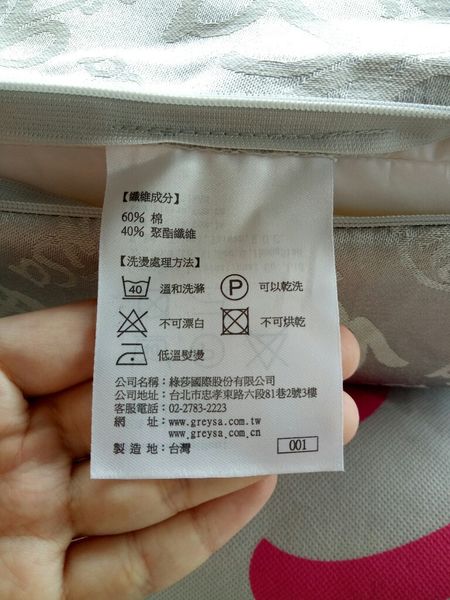 【纖維成分】
60% 棉
40% 聚酯纖維
【洗燙處理方法】
40 溫和洗滌 P 可以乾洗
不可漂白 不可烘乾
低溫熨燙
公司名稱：綠莎國際股份有限公司
公司地址：台北市忠孝東路六段81巷2號3樓
客服電話：02-2783-2223
網 址：www.greysa.com.tw
www.greysa.com.cn
製 造 地：台灣
001